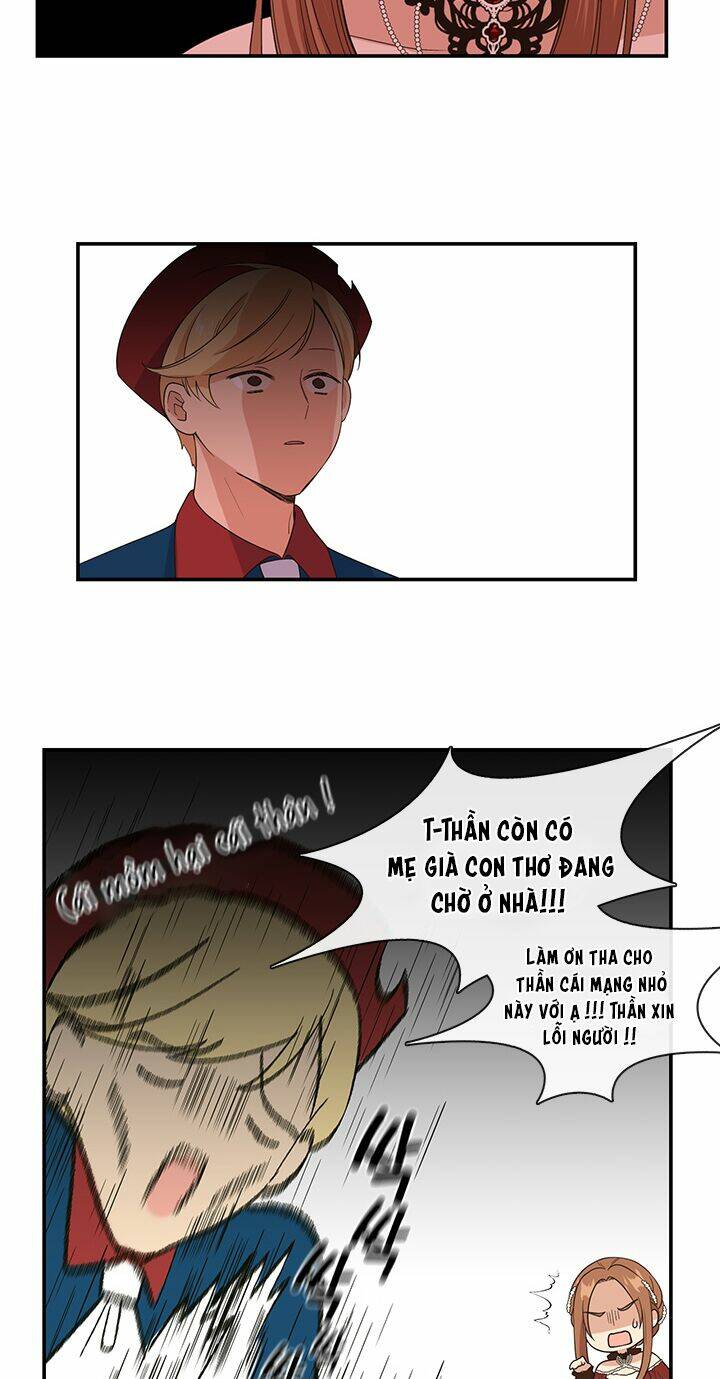 Cái mồm hại cái thân !
T-THẦN CÒN CÓ
MẸ GIÀ CON THƠ ĐANG
CHỜ Ở NHÀ!!!
LÀM ƠN THA CHO
THẦN CÁI MẠNG NHỎ
NÀY VỚI Ạ !!! THẦN XIN
LỖI NGƯỜI !!